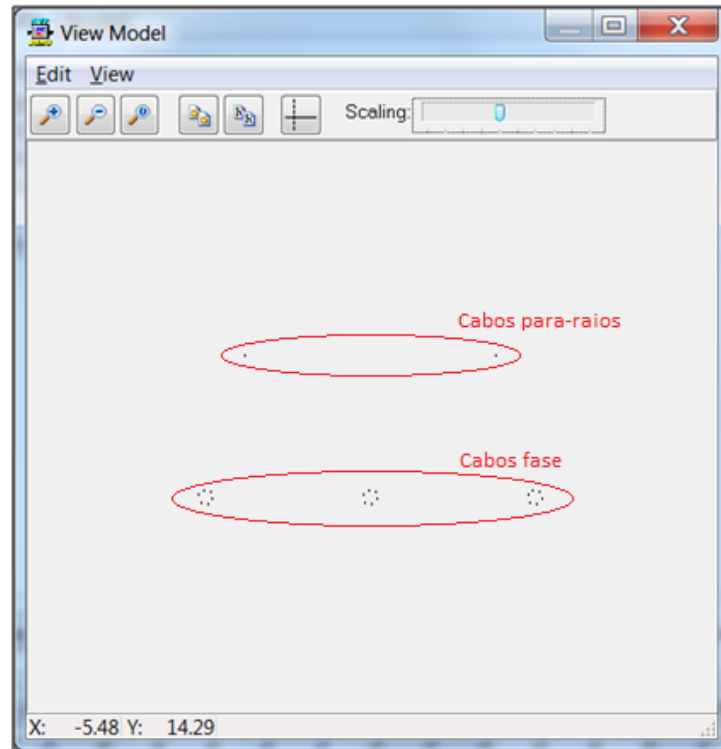 View Model
Edit View
Scaling:
Cabos para-raios
Cabos fase
X: -5.48 Y: 14.29